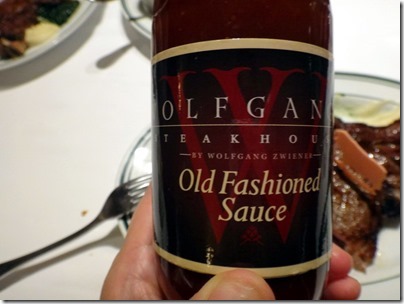 OLFGAN
TEAKHOU
BY WOLFGANG ZWIENER
Old Fashioned
Sauce